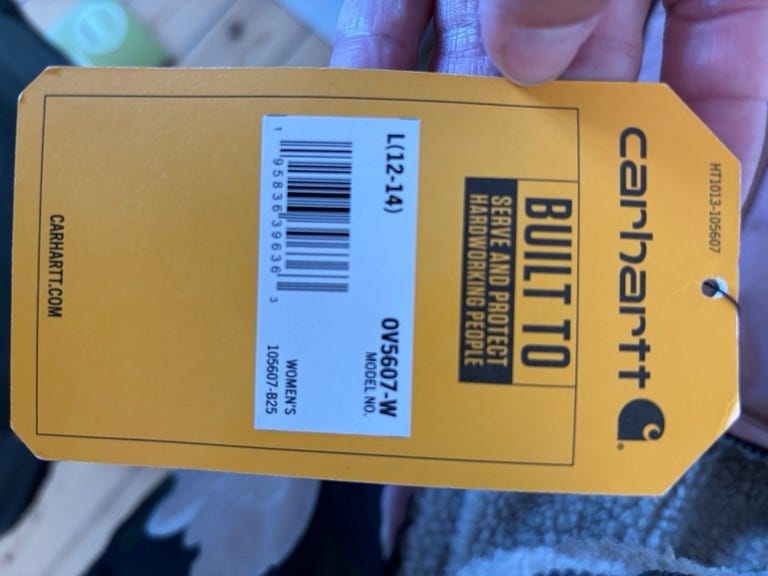 HT1013-105607
carhartt
BUILT TO
SERVE AND PROTECT
HARDWORKING PEOPLE
L(12-14)
OV5607-W
MODEL NO.
1 95836 39636 3
WOMEN'S
105607-B25
CARHARTT.COM